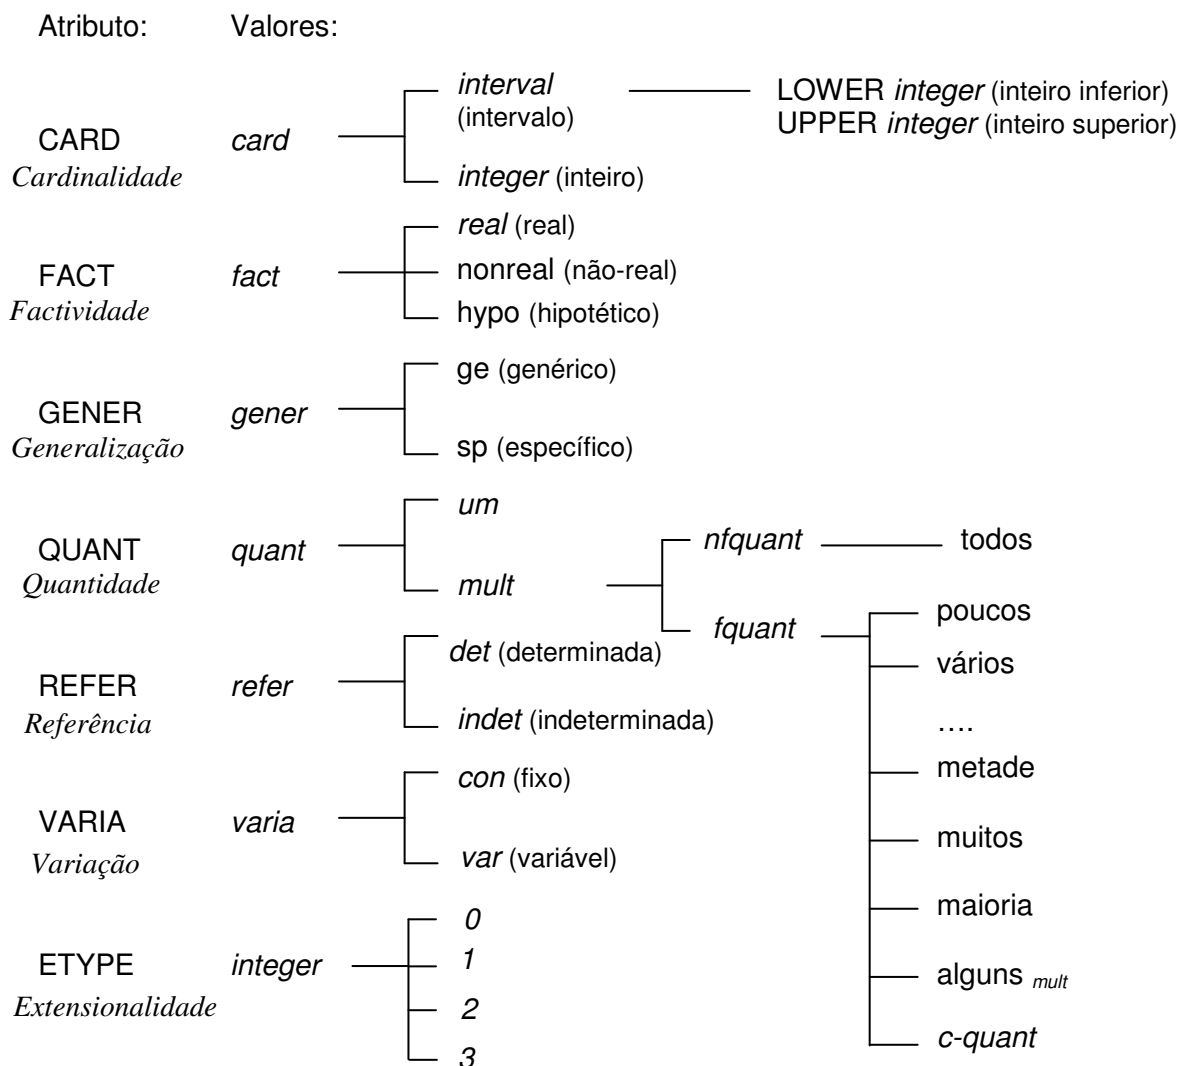 Atributo: Valores:
interval LOWER integer (inteiro inferior)
(intervalo) UPPER integer (inteiro superior)
CARD card
Cardinalidade integer (inteiro)
real (real)
FACT fact nonreal (não-real)
Factividade hypo (hipotético)
ge (genérico)
GENER gener
Generalização sp (específico)
um
QUANT quant nfquant todos
Quantidade mult
fquant poucos
det (determinada) vários
REFER refer
Referência indet (indeterminada) ....
con (fixo) metade
VARIA varia muitos
Variação var (variável)
maioria
0
ETYPE integer 1 alguns mult
Extensionalidade 2
c-quant
3